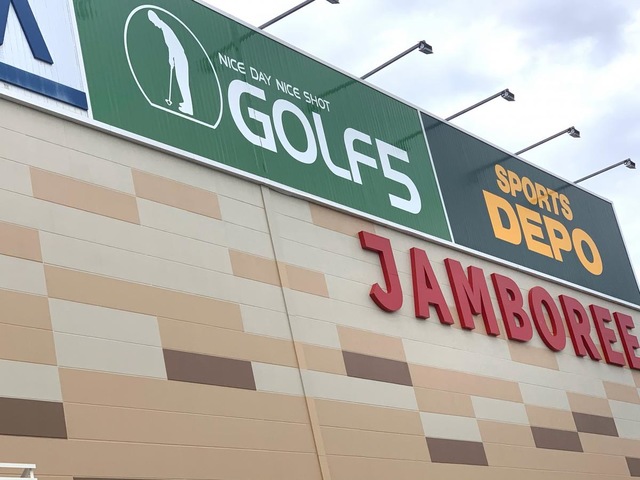 NICE DAY NICE SHOT
GOLF5
SPORTS
DEPO
JAMBOREE